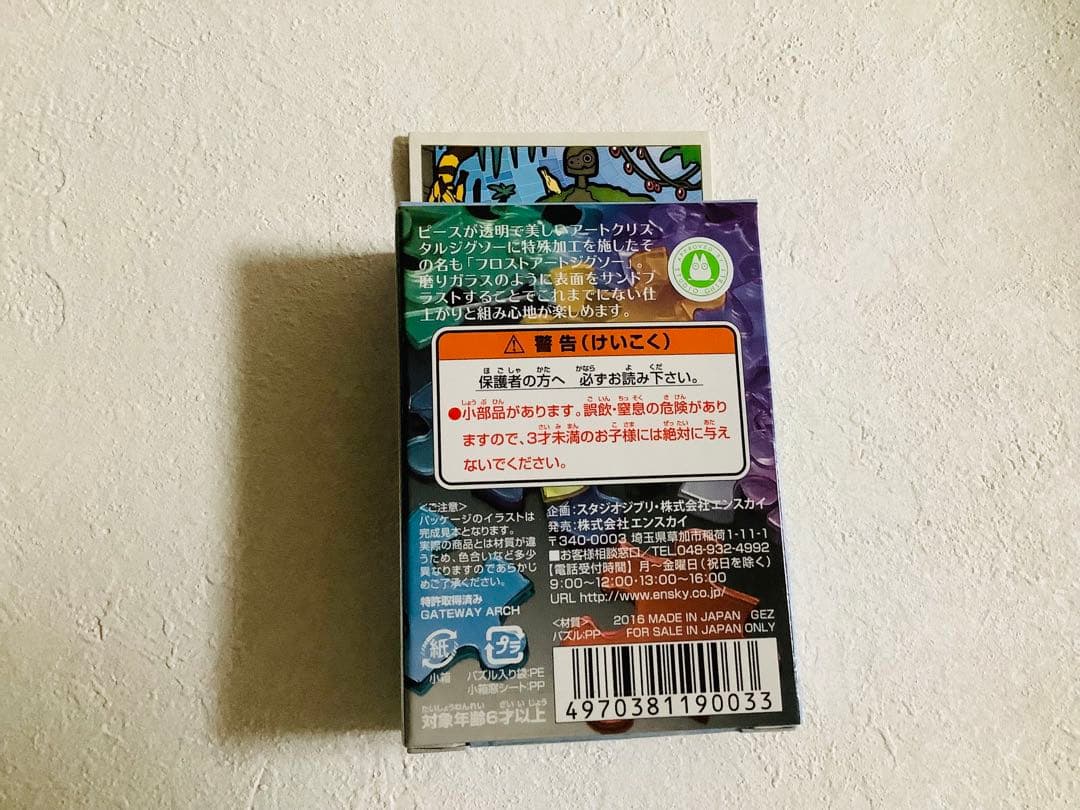 ピースが透明で美しいアートクリス
タルジグソーに特殊加工を施したそ
の名も「フロストアートジグソー」。
磨りガラスのように表面をサンドブ
ラストすることでこれまでにない仕
上がりと組み心地が楽しめます。
APPROVED BY STUDIO GHIBLI
警告(けいこく)
保護者の方へ 必ずお読み下さい。
●小部品があります。誤飲・窒息の危険があり
ますので、3才未満のお子様には絶対に与え
ないでください。
<ご注意>
パッケージのイラストは
完成見本となります。
実際の商品とは材質が違
うため、色合いなど多少
異なりますのであらかじ
めご了承ください。
特許取得済み
GATEWAY ARCH
企画:スタジオジブリ・株式会社エンスカイ
発売:株式会社エンスカイ
〒340-0003 埼玉県草加市稲荷1-11-1
■お客様相談窓口 TEL.048-932-4992
【電話受付時間】月~金曜日(祝日を除く)
9:00~12:00・13:00~16:00
URL http://www.ensky.co.jp/
<材質> 2016 MADE IN JAPAN GEZ
パズル:PP FOR SALE IN JAPAN ONLY
紙 プラ
小箱 パズル入り袋:PE
小箱窓シート:PP
対象年齢6才以上
4970381190033